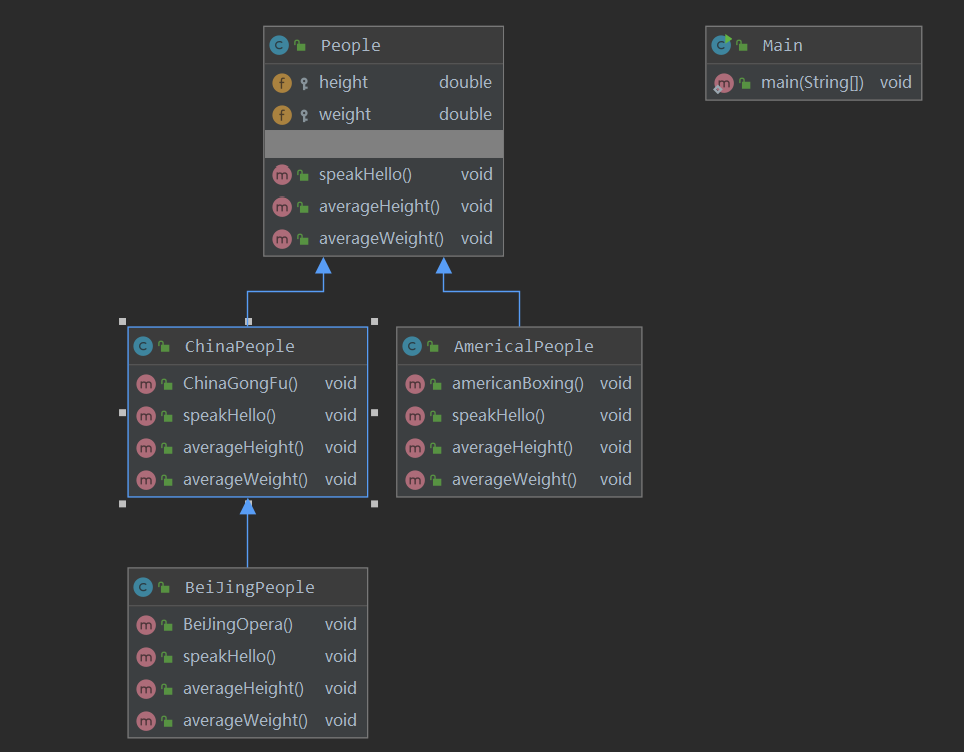 People
height double
weight double
speakHello() void
averageHeight() void
averageWeight() void
Main
main(String[]) void
ChinaPeople
ChinaGongFu() void
speakHello() void
averageHeight() void
averageWeight() void
AmericalPeople
americanBoxing() void
speakHello() void
averageHeight() void
averageWeight() void
BeiJingPeople
BeiJingOpera() void
speakHello() void
averageHeight() void
averageWeight() void